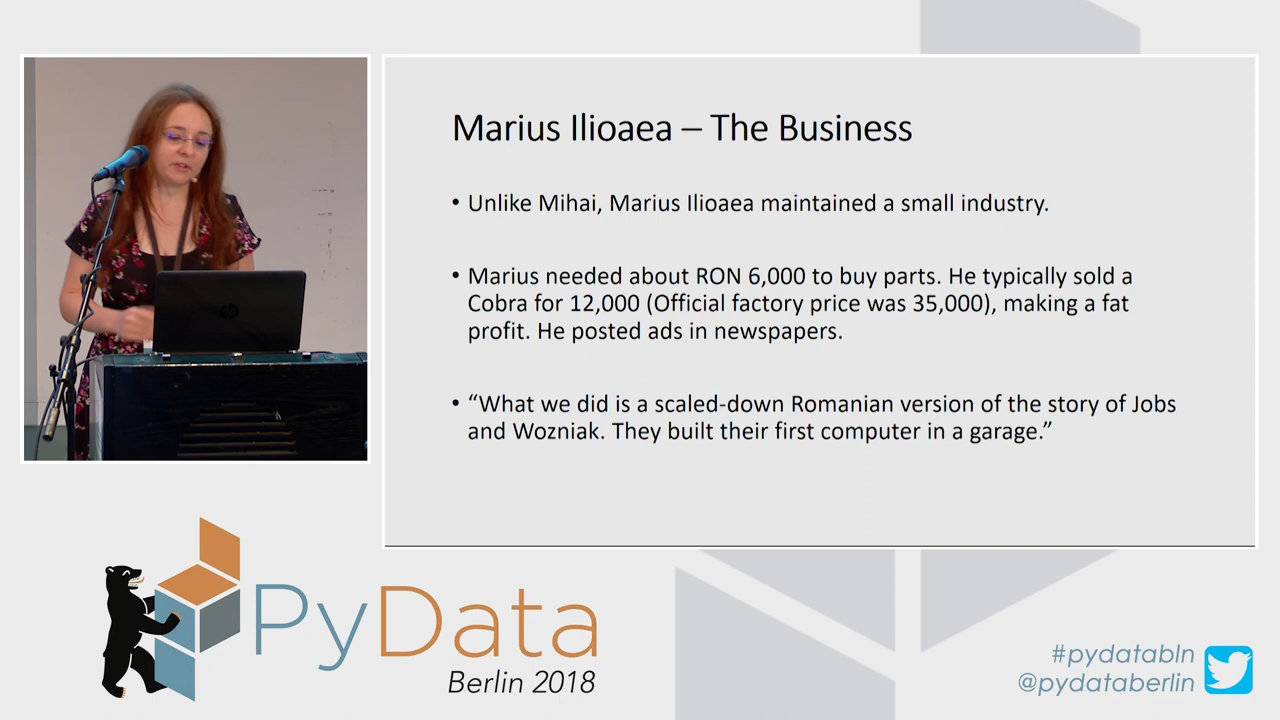 Marius Ilioaea – The Business
• Unlike Mihai, Marius Ilioaea maintained a small industry.
• Marius needed about RON 6,000 to buy parts. He typically sold a
Cobra for 12,000 (Official factory price was 35,000), making a fat
profit. He posted ads in newspapers.
• “What we did is a scaled-down Romanian version of the story of Jobs
and Wozniak. They built their first computer in a garage.”
PyData
Berlin 2018
#pydatabln
@pydataberlin